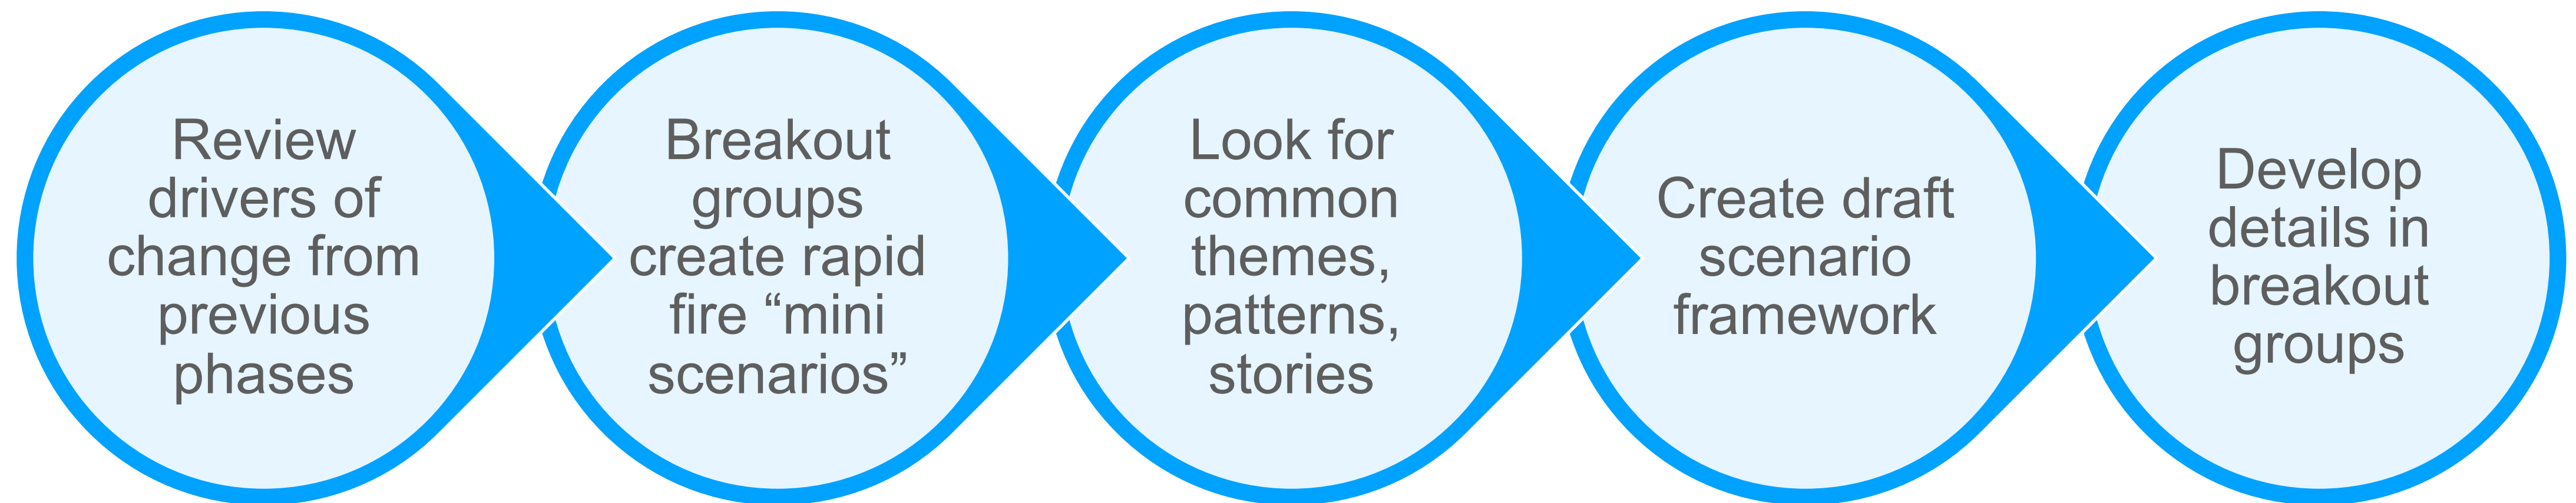 Review
drivers of
change from
previous
phases
Breakout
groups
create rapid
fire “mini
scenarios”
Look for
common
themes,
patterns,
stories
Create draft
scenario
framework
Develop
details in
breakout
groups